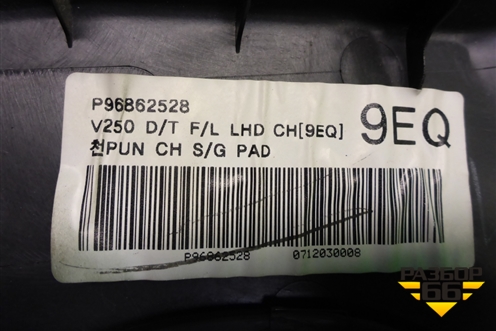 P96862528
V250 D/T F/L LHD CH[9EQ]
9EQ
천PUN CH S/G PAD
P96862528 0712030008
РАЗБОР
66